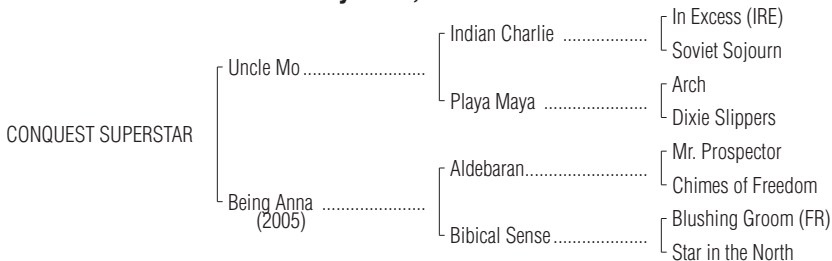 Indian Charlie ....................
In Excess (IRE)
Soviet Sojourn
Uncle Mo .............................
Playa Maya .........................
Arch
Dixie Slippers
CONQUEST SUPERSTAR
Aldebaran............................
Mr. Prospector
Chimes of Freedom
Being Anna ........................
(2005)
Bibical Sense ......................
Blushing Groom (FR)
Star in the North